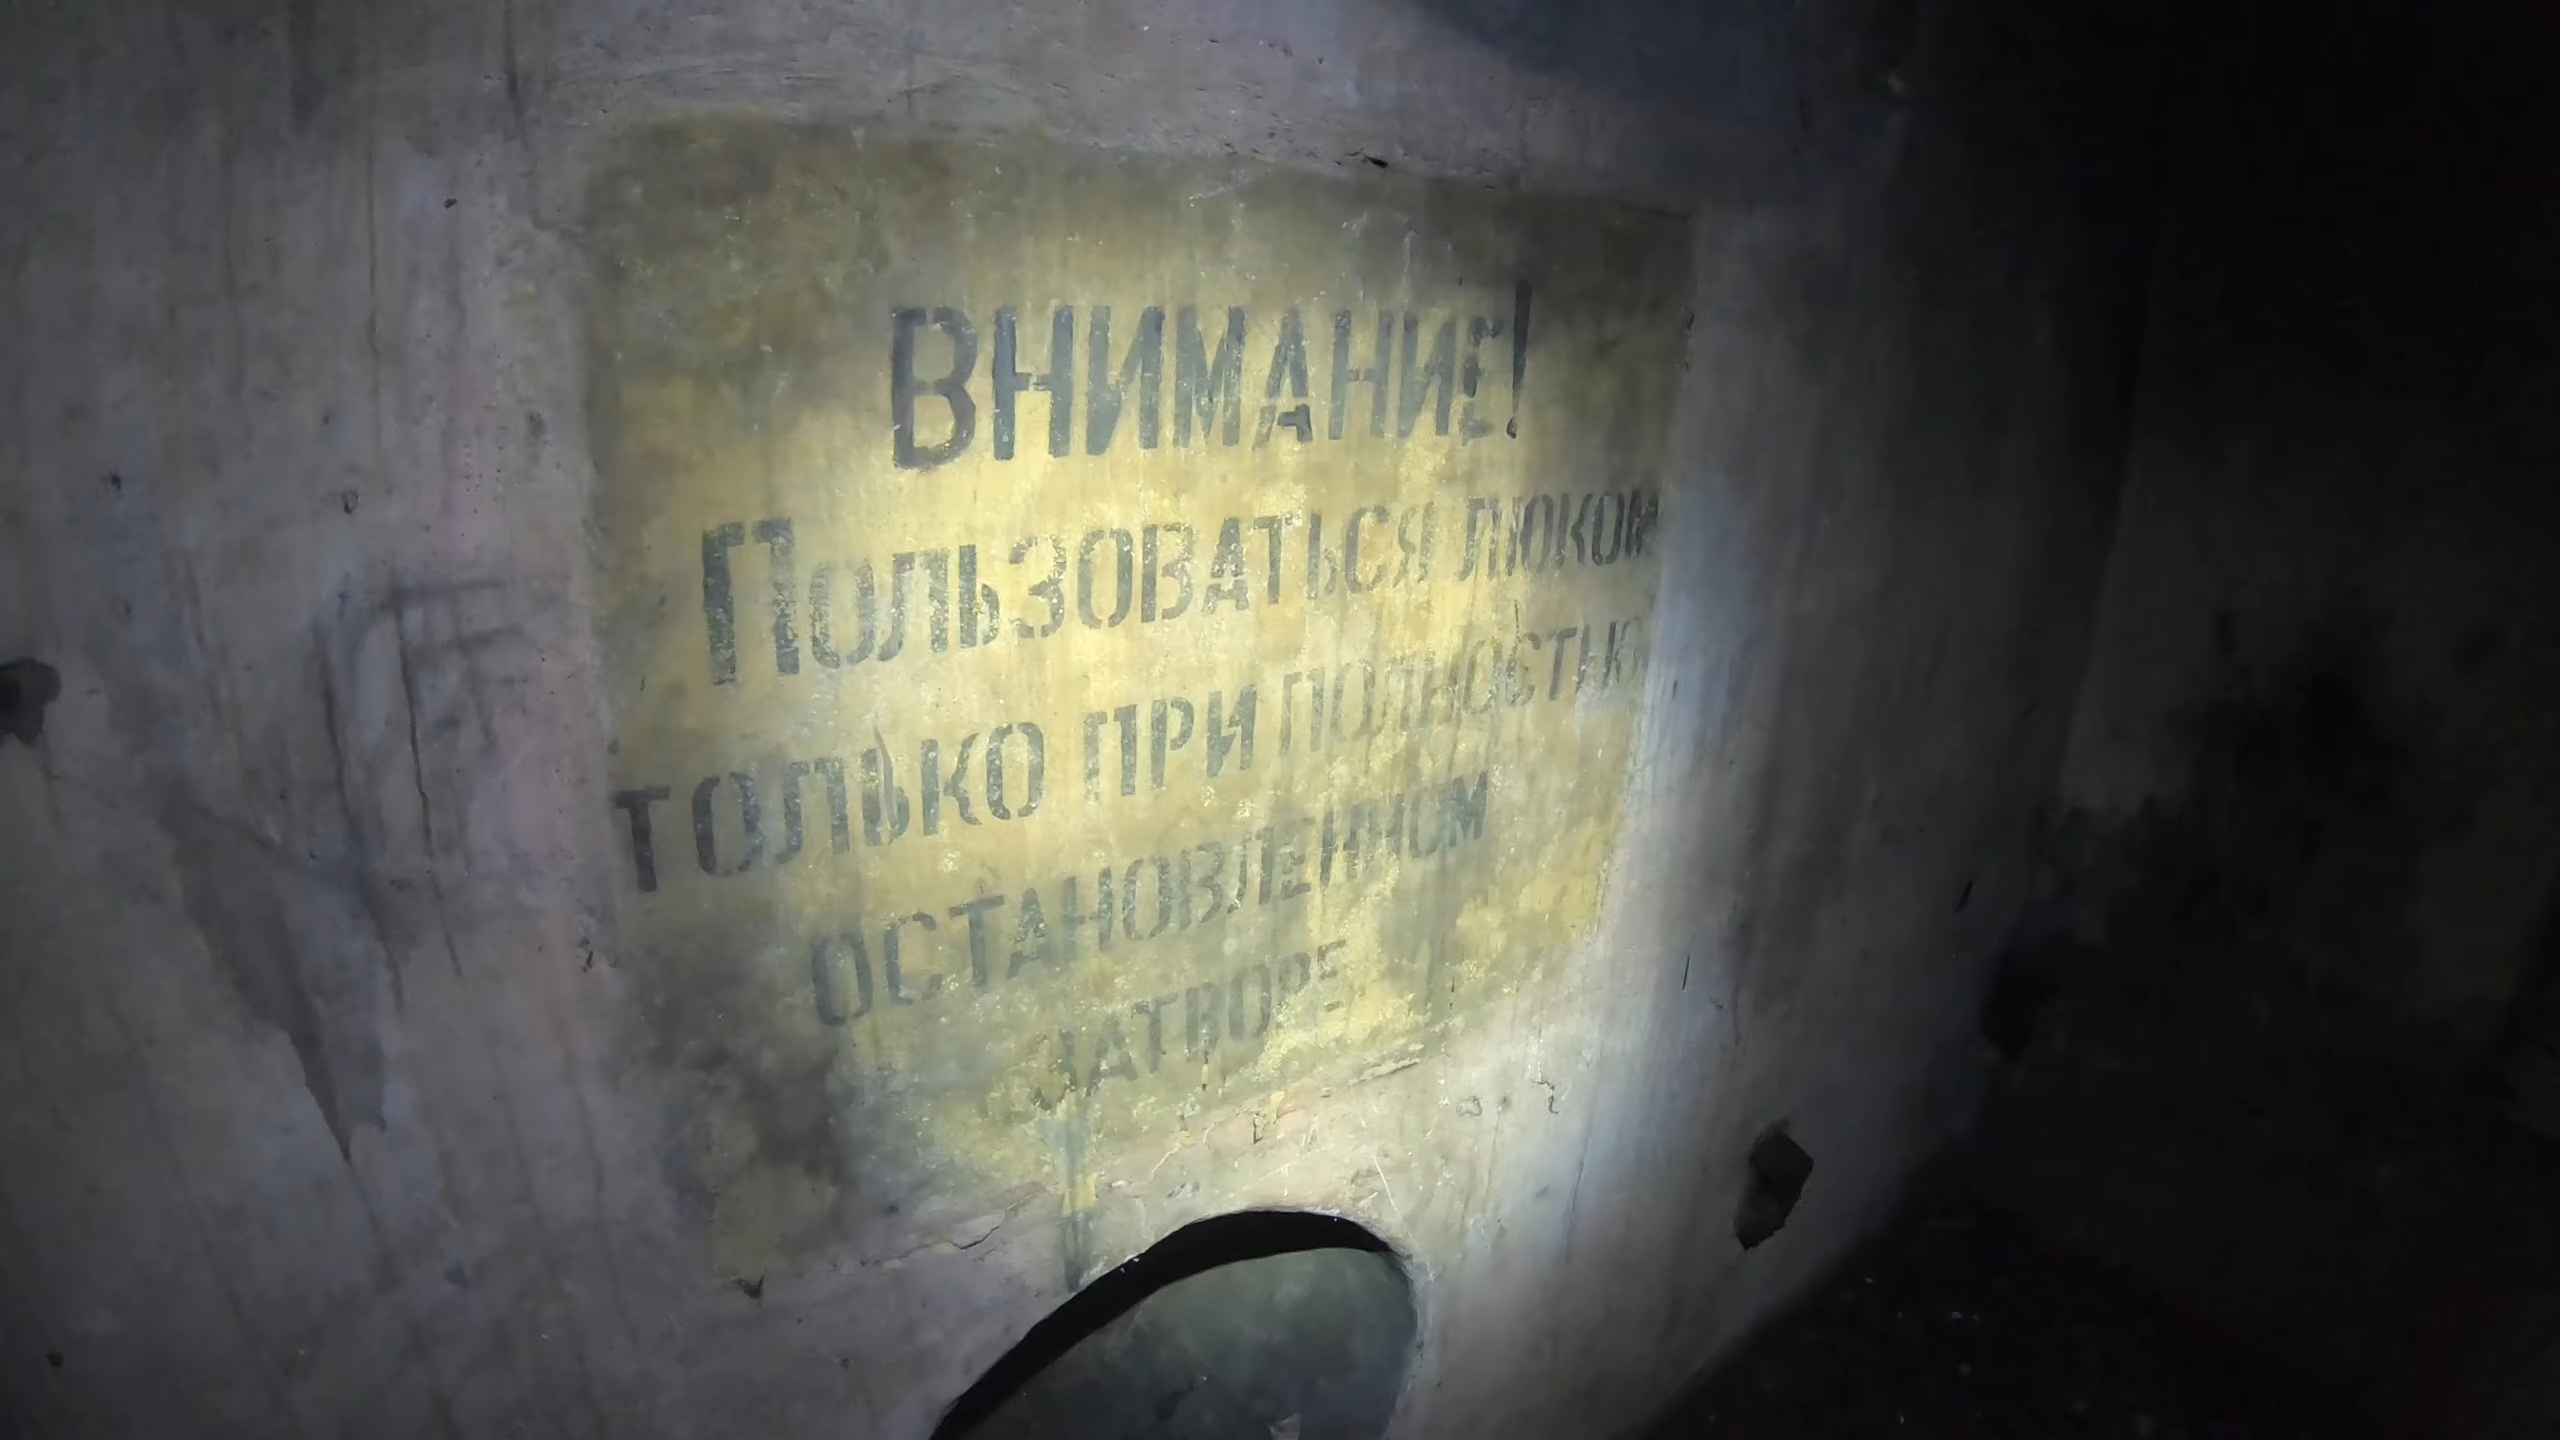 ВНИМАНИЕ!
Пользоваться люком
только при полностью
остановленном
затворе